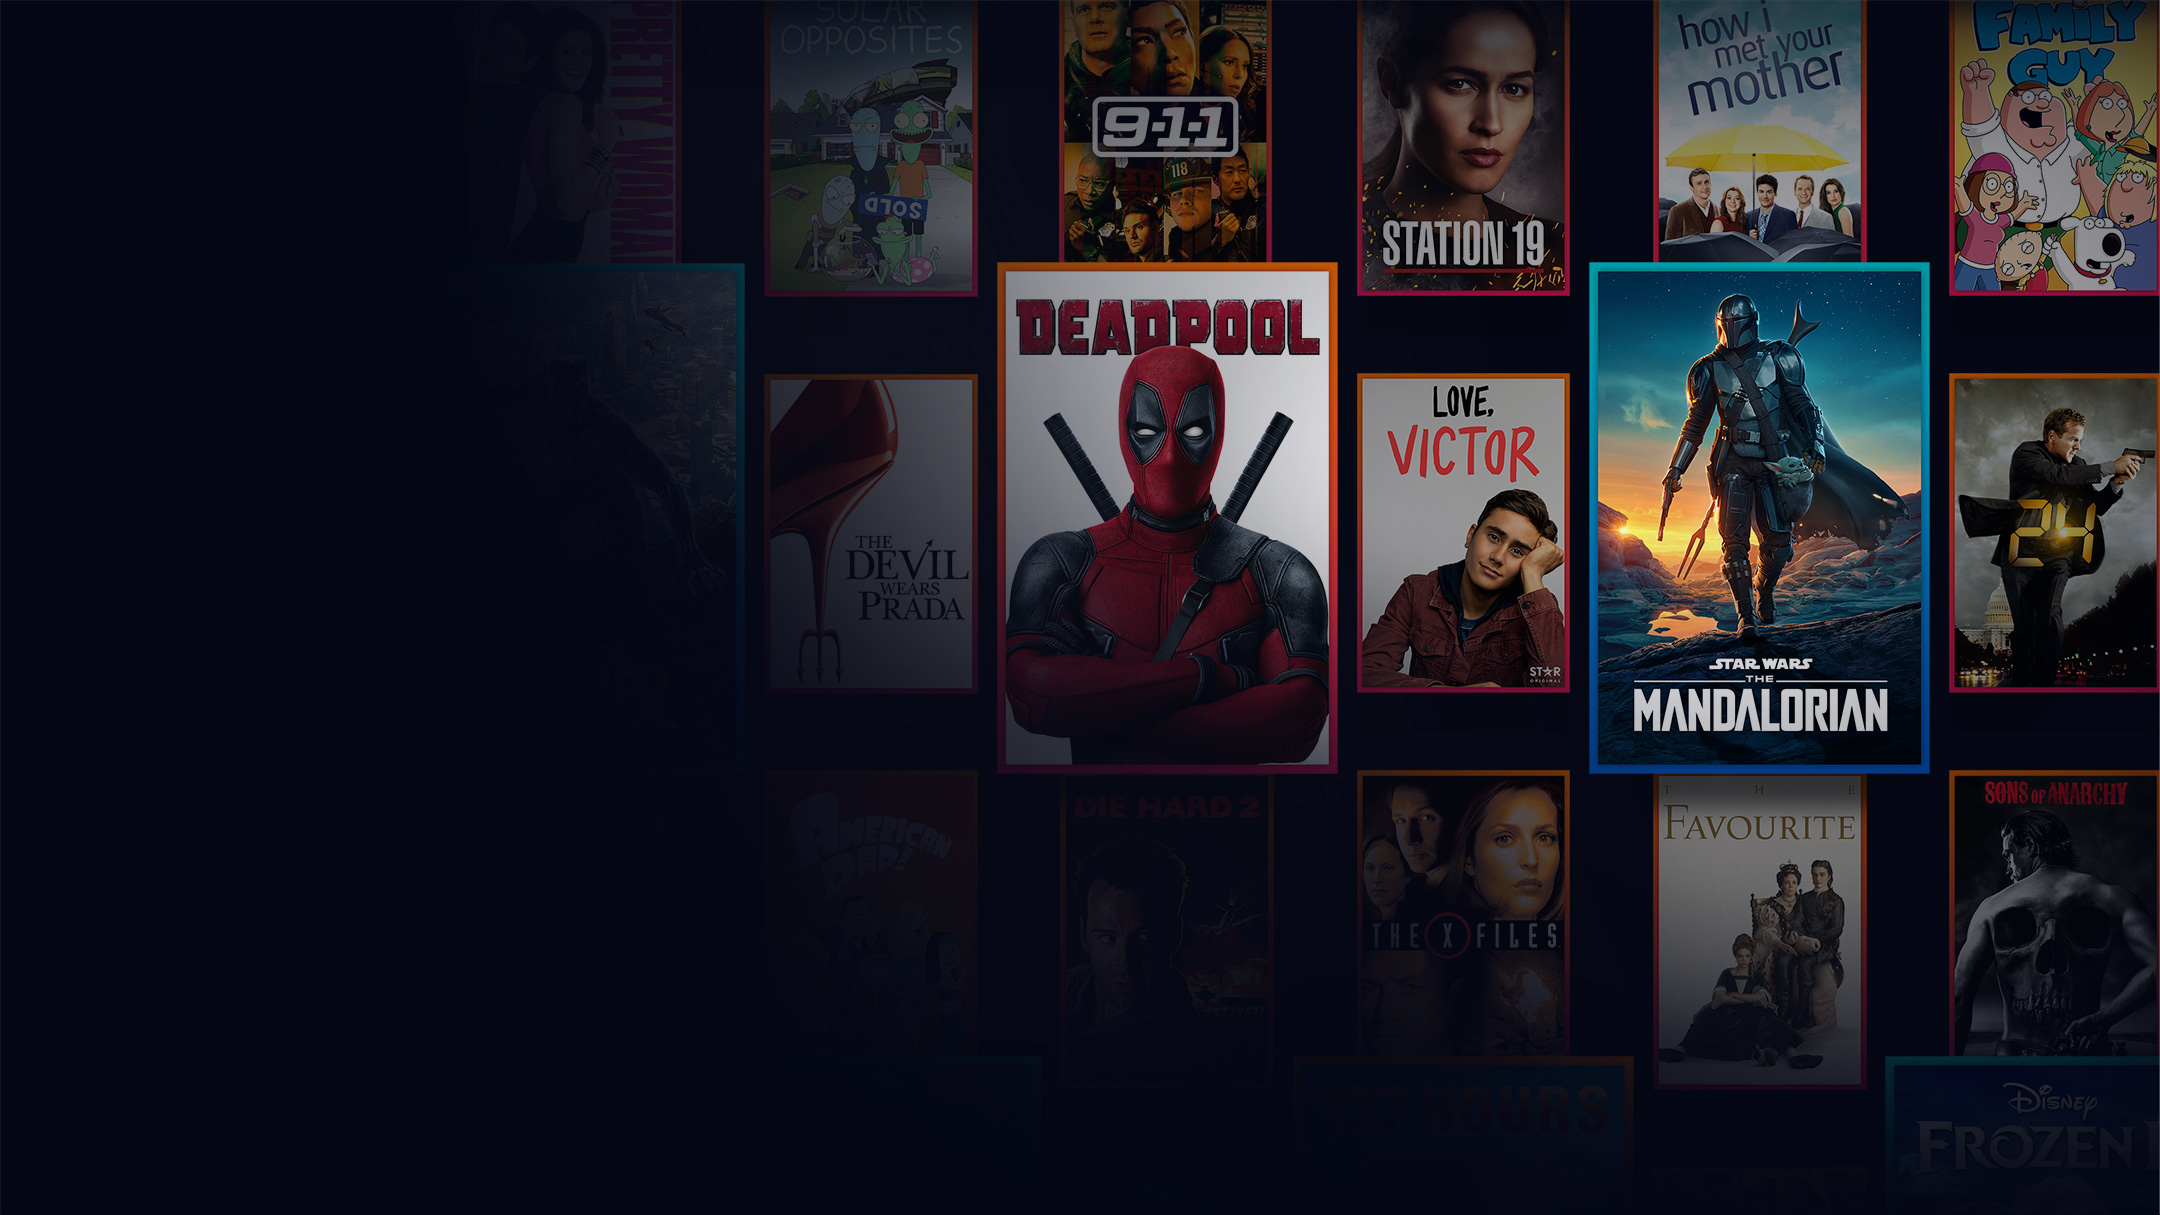 PRETTY WOMAN
SOLAR
OPPOSITES
SOLD
9-1-1
118
STATION 19
how i
met your
mother
FAMILY
GUY
THE
DEVIL
WEARS
PRADA
DEADPOOL
LOVE,
VICTOR
STAR
ORIGINAL
STAR WARS
THE
MANDALORIAN
24
AMERICAN
DAD!
DIE HARD 2
THE X FILES
THE
FAVOURITE
SONS OF ANARCHY
HOURS
DISNEY
FROZEN